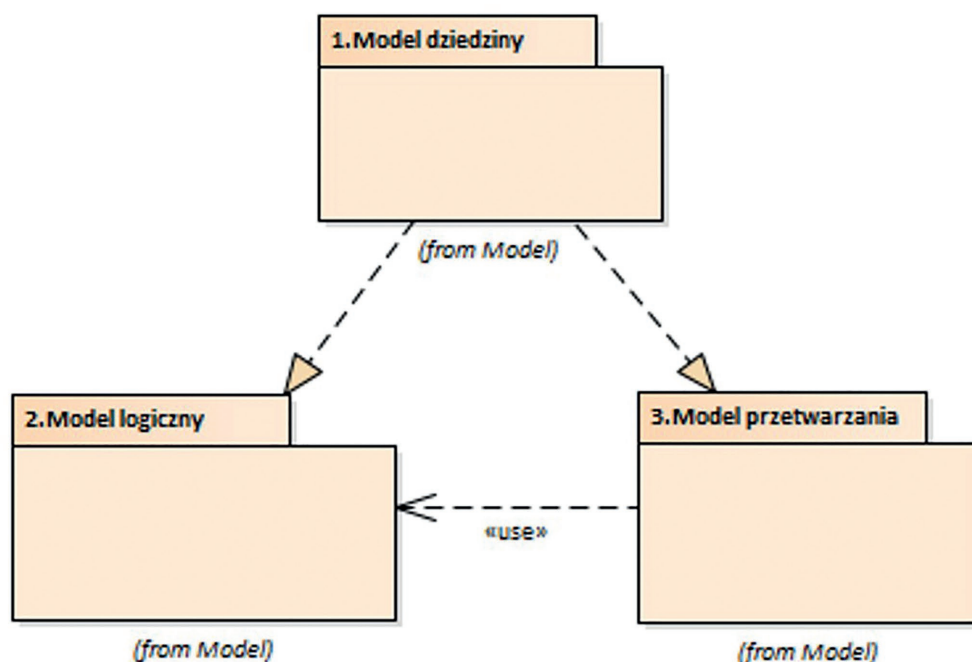 1.Model dziedziny
(from Model)
2.Model logiczny
3.Model przetwarzania
«use»
(from Model)
(from Model)